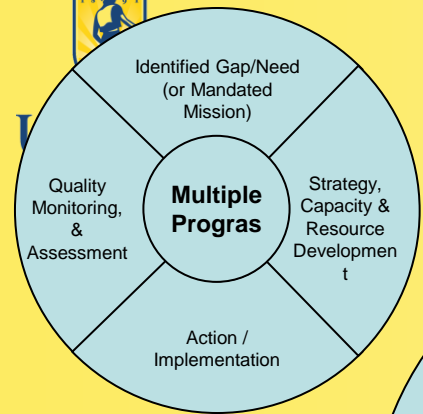 Identified Gap/Need
(or Mandated
Mission)
Quality
Monitoring,
&
Assessment
Multiple
Progras
Strategy,
Capacity &
Resource
Developmen
t
Action /
Implementation